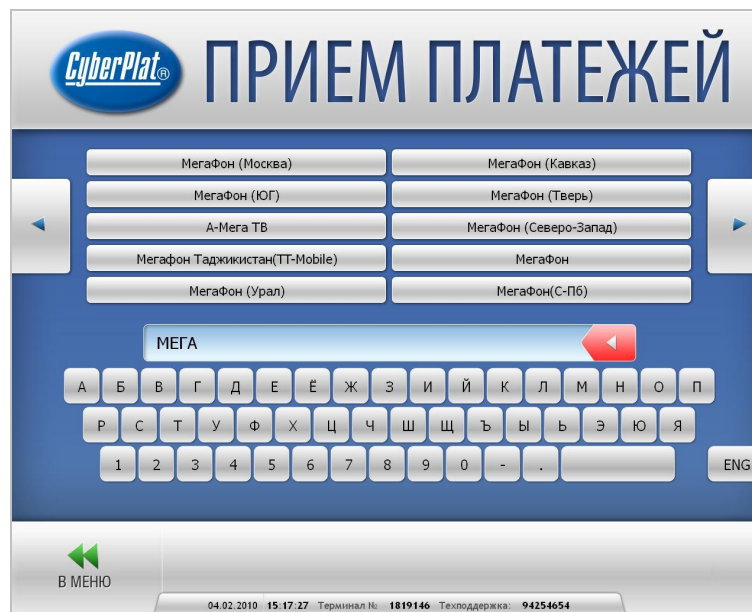 CyberPlat® ПРИЕМ ПЛАТЕЖЕЙ
МегаФон (Москва) МегаФон (Кавказ)
МегаФон (ЮГ) МегаФон (Тверь)
А-Мега ТВ МегаФон (Северо-Запад)
Мегафон Таджикистан(TT-Mobile) МегаФон
МегаФон (Урал) МегаФон(С-Пб)
МЕГА
А Б В Г Д Е Ё Ж З И Й К Л М Н О П
Р С Т У Ф Х Ц Ч Ш Щ Ъ Ы Ь Э Ю Я
1 2 3 4 5 6 7 8 9 0 - . ENG
В МЕНЮ
04.02.2010 15:17:27 Терминал № 1819146 Техподдержка: 94254654